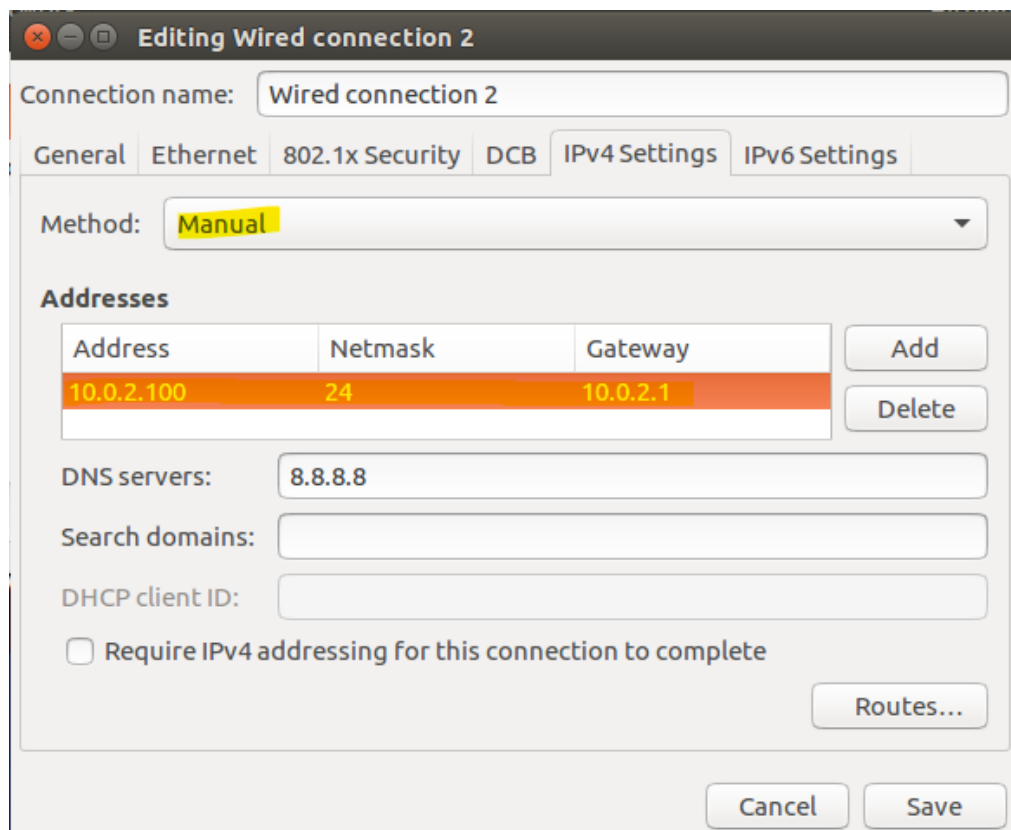 Editing Wired connection 2
Connection name: Wired connection 2
General Ethernet 802.1x Security DCB IPv4 Settings IPv6 Settings
Method: Manual
Addresses
Address Netmask Gateway Add
10.0.2.100 24 10.0.2.1
Delete
DNS servers: 8.8.8.8
Search domains:
DHCP client ID:
Require IPv4 addressing for this connection to complete
Routes...
Cancel Save